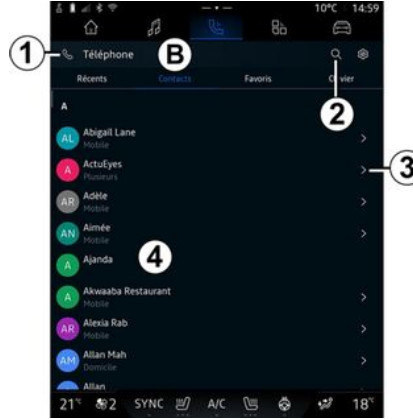 10°C 14:59
1 Téléphone B
Récents Contacts Favoris
2
A
AL Abigail Lane
Mobile
A ActuEyes 3
Plusieurs
AR Adèle
Mobile
AN Aimée
Mobile
A Ajanda 4
A Akwaaba Restaurant
Mobile
AR Alexia Rab
Mobile
AM Allan Mah
Domicile
Allan
21° 2 SYNC A/C 18°